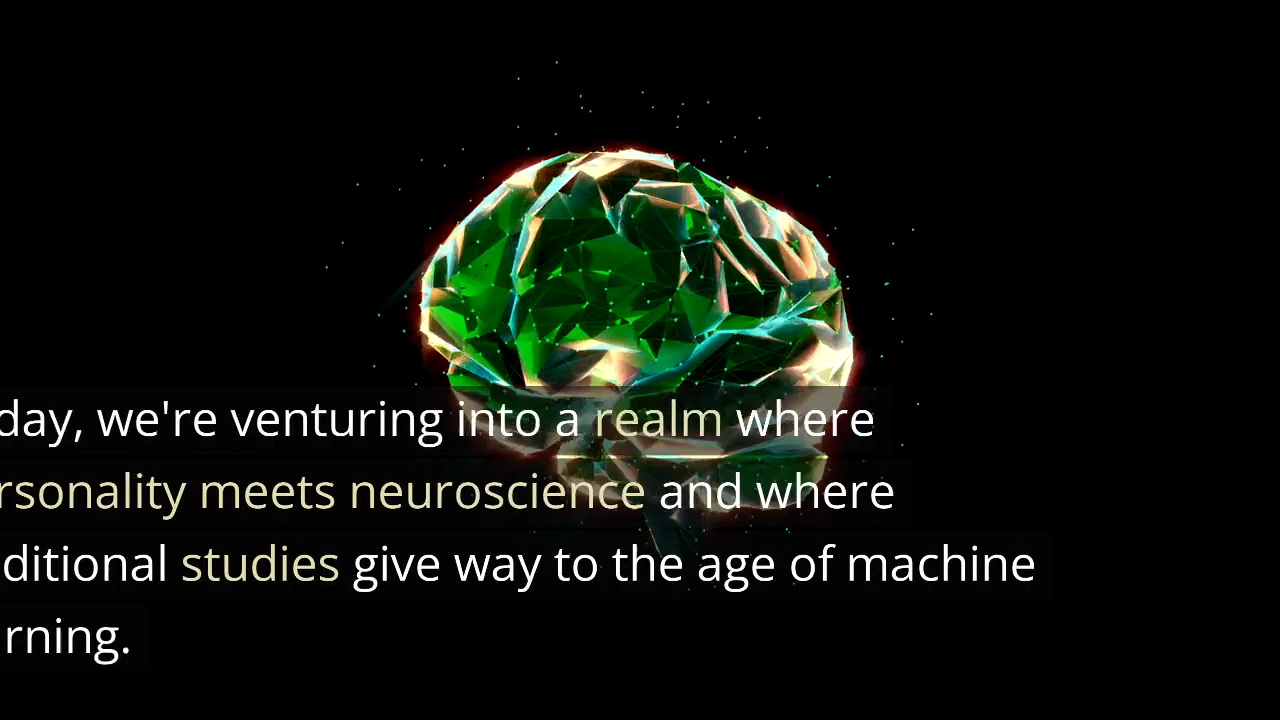 day, we're venturing into a realm where
rsonality meets neuroscience and where
ditional studies give way to the age of machine
rning.